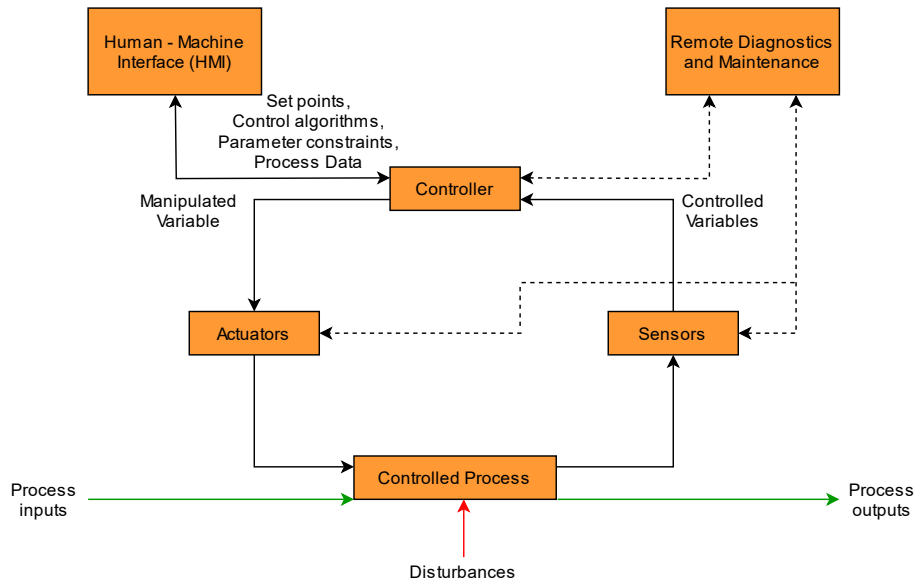 Human - Machine
Interface (HMI)
Remote Diagnostics
and Maintenance
Set points,
Control algorithms,
Parameter constraints,
Process Data
Controller
Manipulated
Variable
Controlled
Variables
Actuators
Sensors
Controlled Process
Process
inputs
Process
outputs
Disturbances